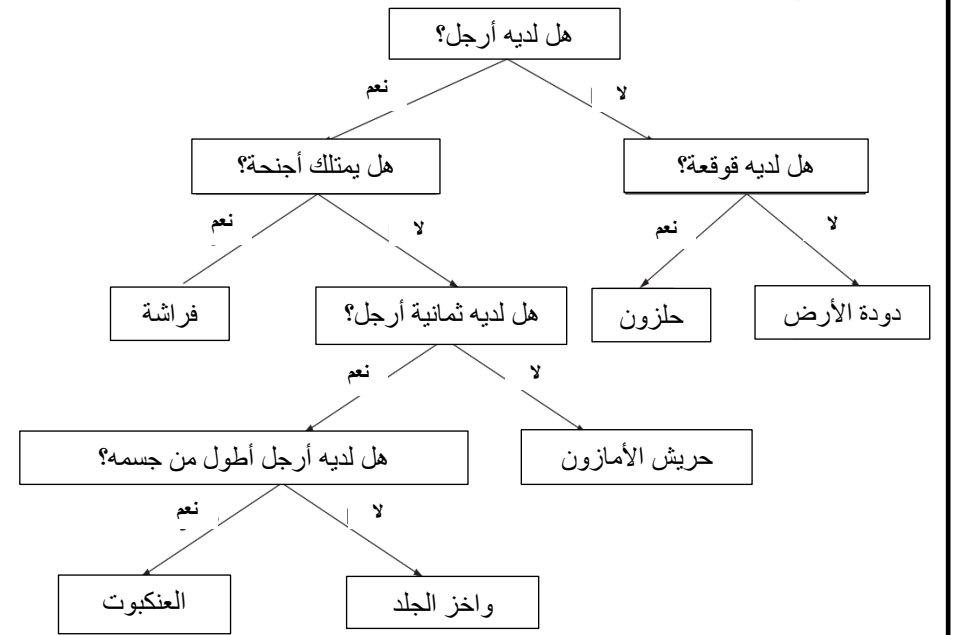 هل لديه أرجل؟
نعم
لا
هل لديه قوقعة؟
هل يمتلك أجنحة؟
لا
نعم
لا
نعم
دودة الأرض
حلزون
هل لديه ثمانية أرجل؟
فراشة
لا
نعم
حريش الأمازون
هل لديه أرجل أطول من جسمه؟
لا
نعم
واخز الجلد
العنكبوت